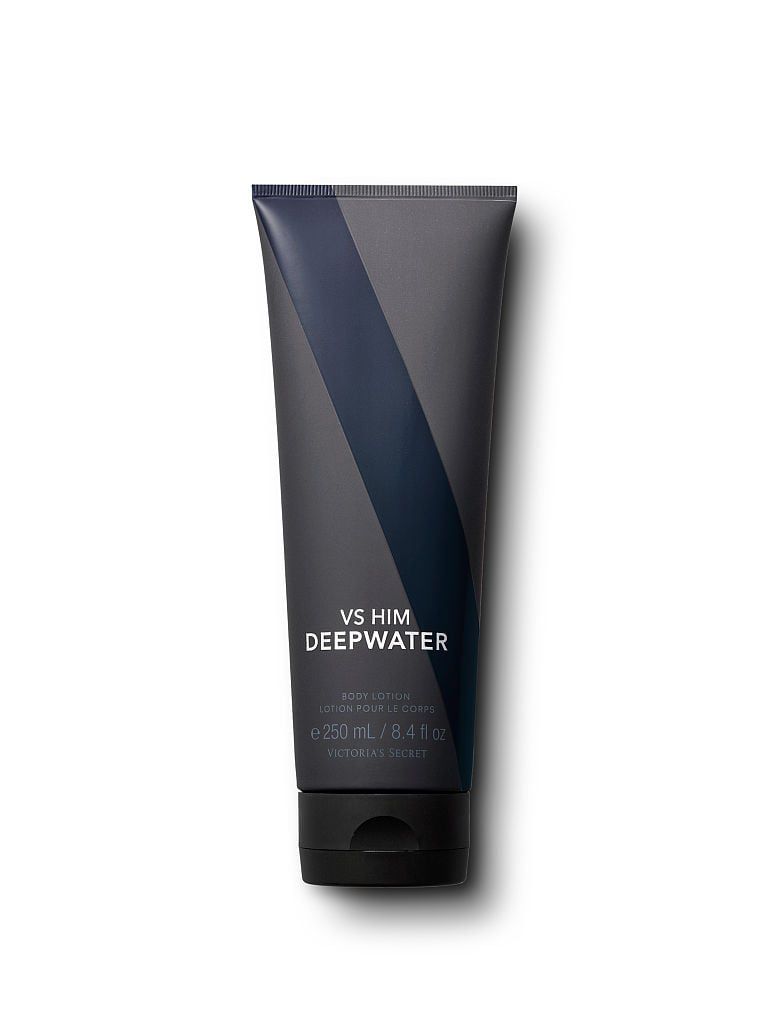 VS HIM
DEEPWATER
BODY LOTION
LOTION POUR LE CORPS
e 250 mL / 8.4 fl oz
VICTORIA'S SECRET